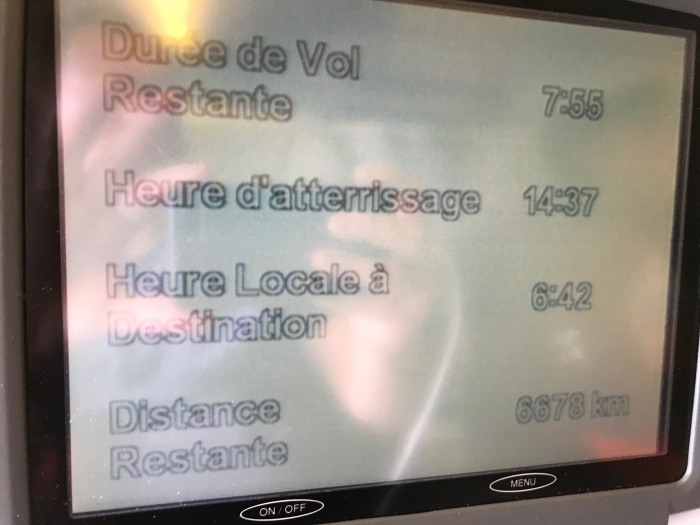 Durée de Vol
Restante 7:55
Heure d'atterrissage 14:37
Heure Locale à
Destination 6:42
Distance 6678 km
Restante
ON / OFF
MENU